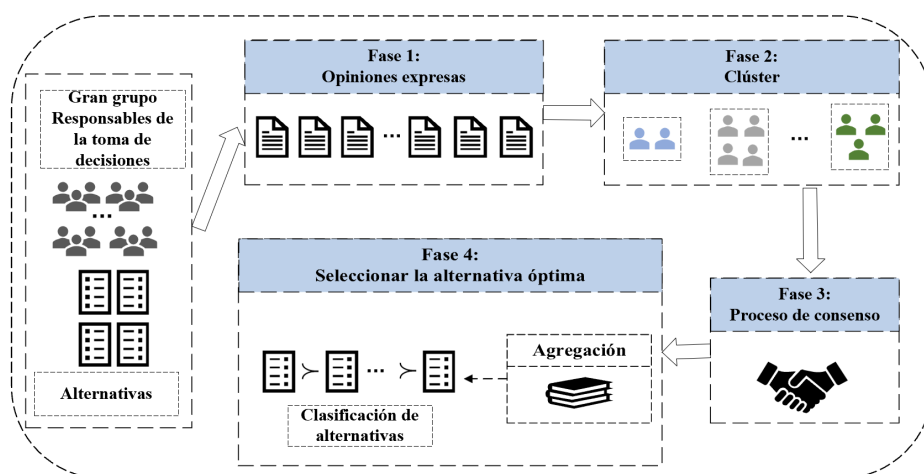 Gran grupo
Responsables de
la toma de
decisiones
...
Alternativas
Fase 1:
Opiniones expresas
...
Fase 2:
Clúster
...
Fase 3:
Proceso de consenso
Fase 4:
Seleccionar la alternativa óptima
Agregación
≻ ... ≻
Clasificación de
alternativas